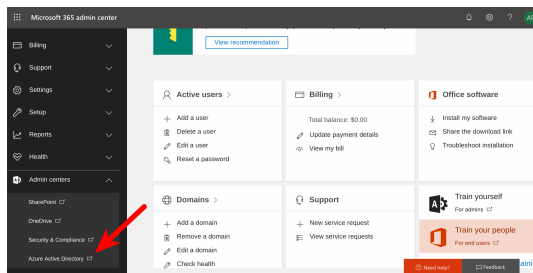 Microsoft 365 admin center
?
AR
Billing
Support
Settings
Setup
Reports
Health
Admin centers
SharePoint
OneDrive
Security & Compliance
Azure Active Directory
View recommendation
Active users >
Add a user
Delete a user
Edit a user
Reset a password
Billing >
Total balance: $0.00
Update payment details
View my bill
Office software
Install my software
Share the download link
Troubleshoot installation
Domains >
Add a domain
Remove a domain
Edit a domain
Check health
Support
New service request
View service requests
Train yourself
For admins
Train your people
For end users
Need help?
Feedback
aini